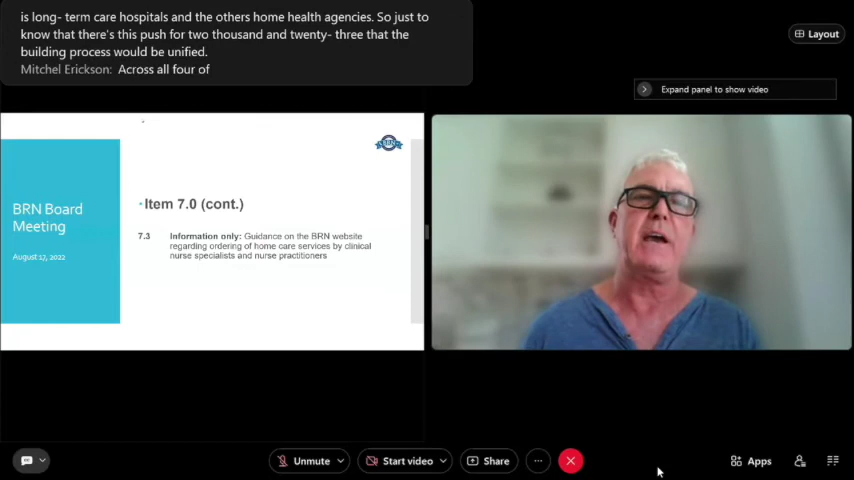 is long- term care hospitals and the others home health agencies. So just to
know that there's this push for two thousand and twenty- three that the
building process would be unified.
Mitchel Erickson: Across all four of
Layout
Expand panel to show video
BRN
BRN Board
Meeting
August 17, 2022
Item 7.0 (cont.)
7.3 Information only: Guidance on the BRN website
regarding ordering of home care services by clinical
nurse specialists and nurse practitioners
Unmute
Start video
Share
Apps